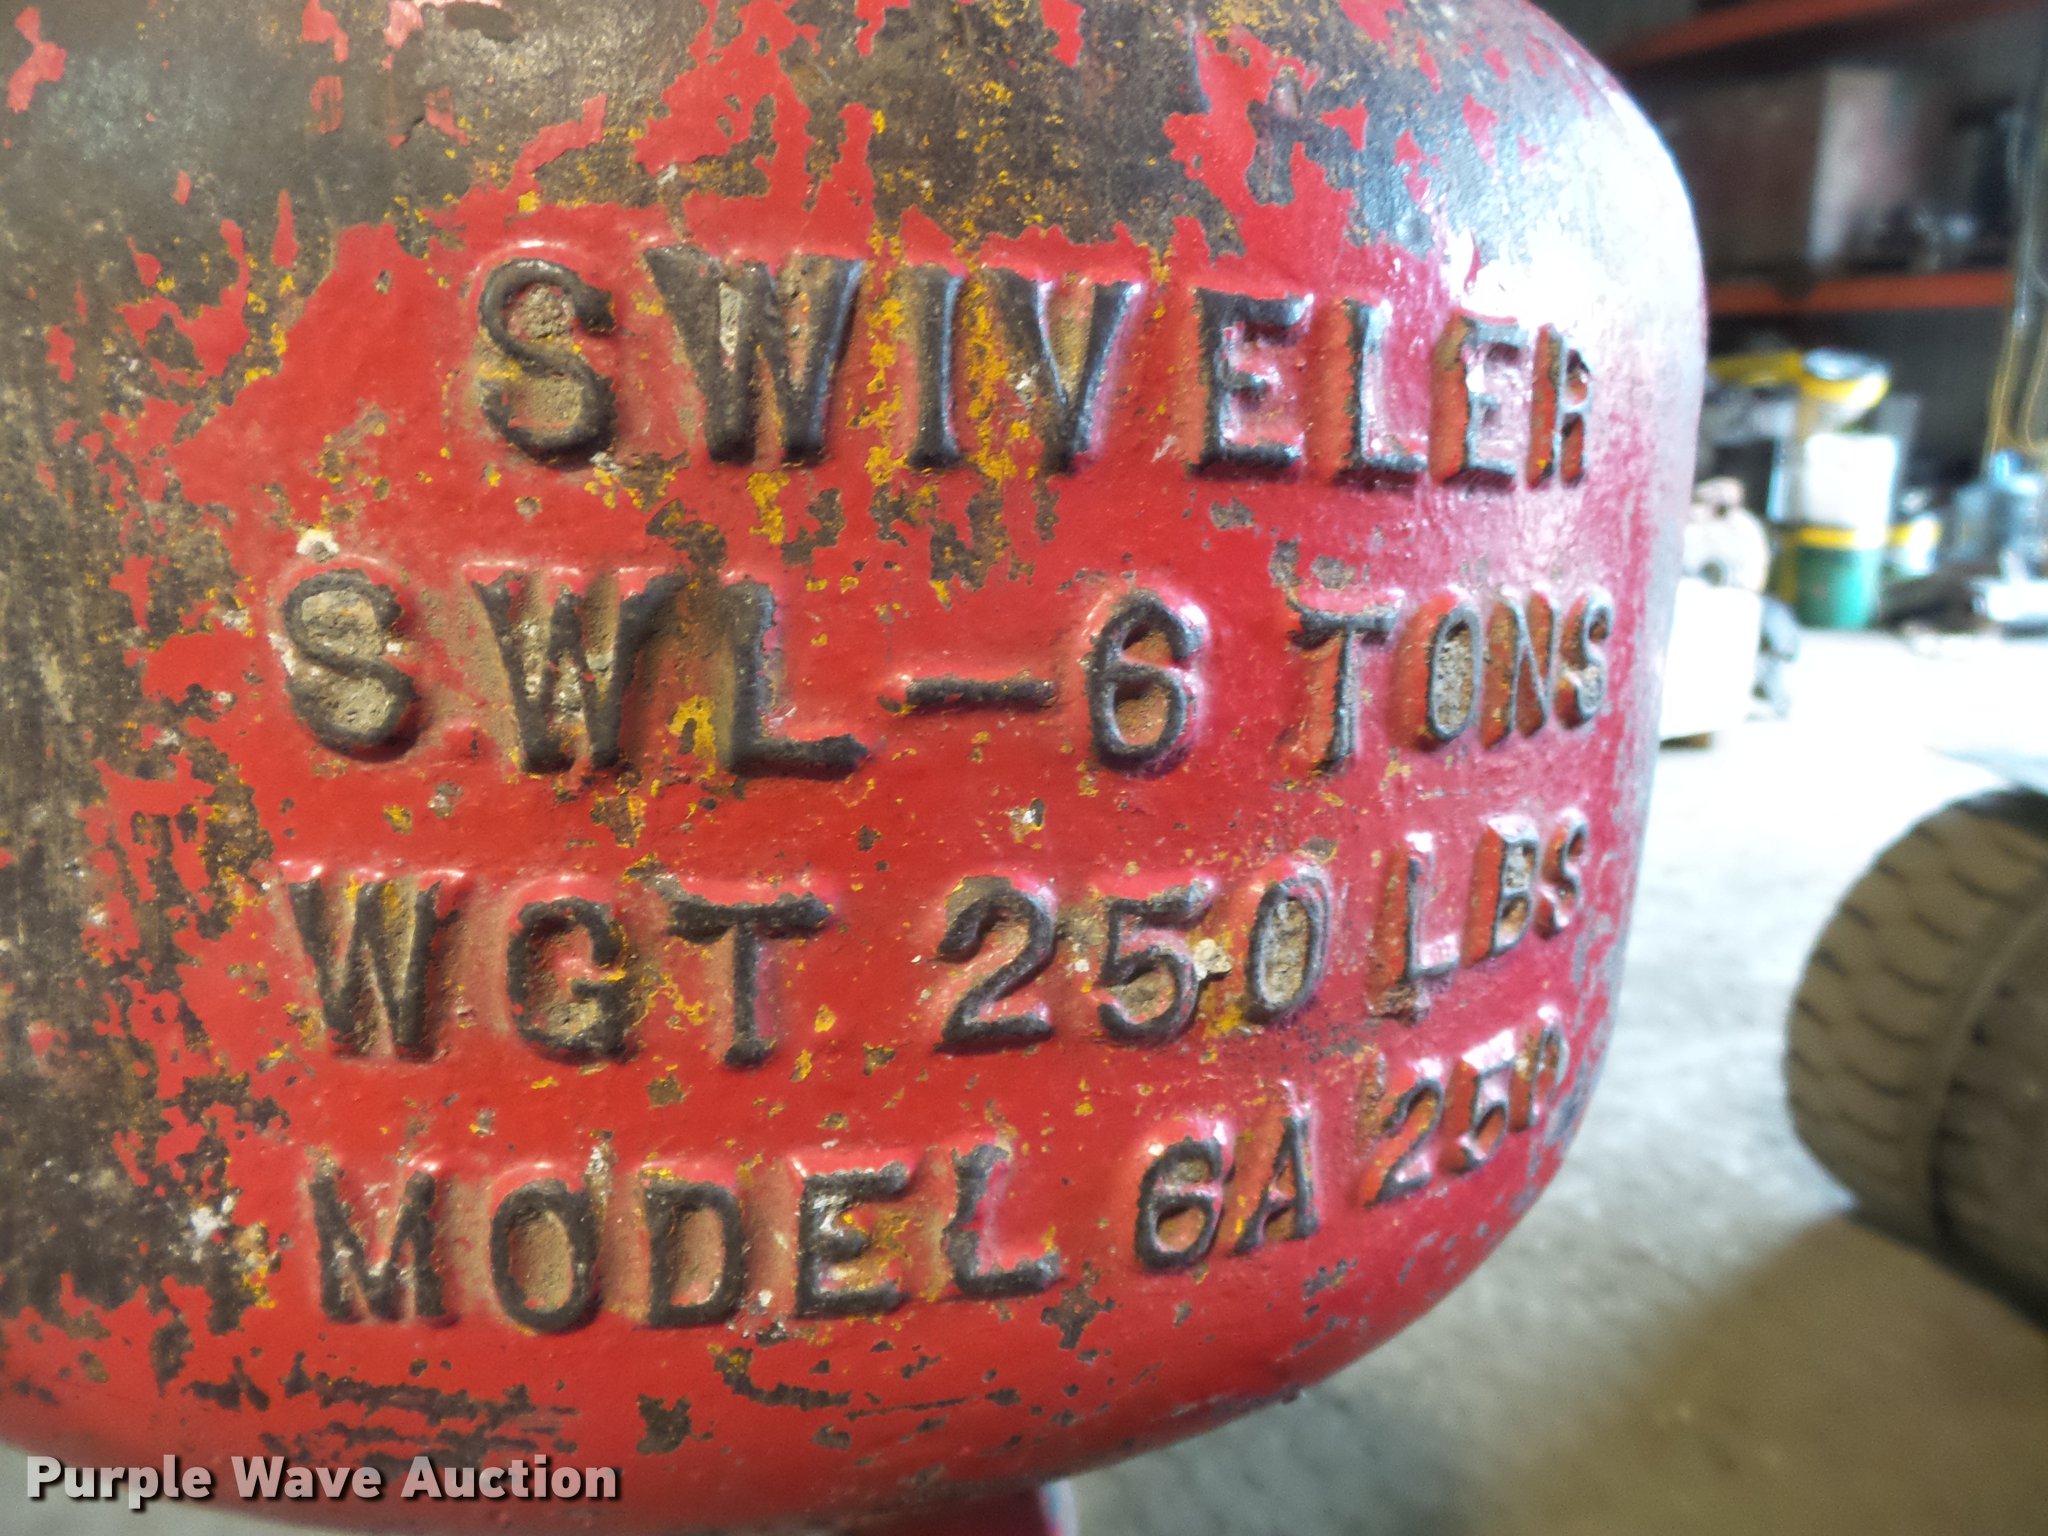 SWIVELER
SWL-6 TONS
WGT 250 LBS
MODEL 6A 250
Purple Wave Auction